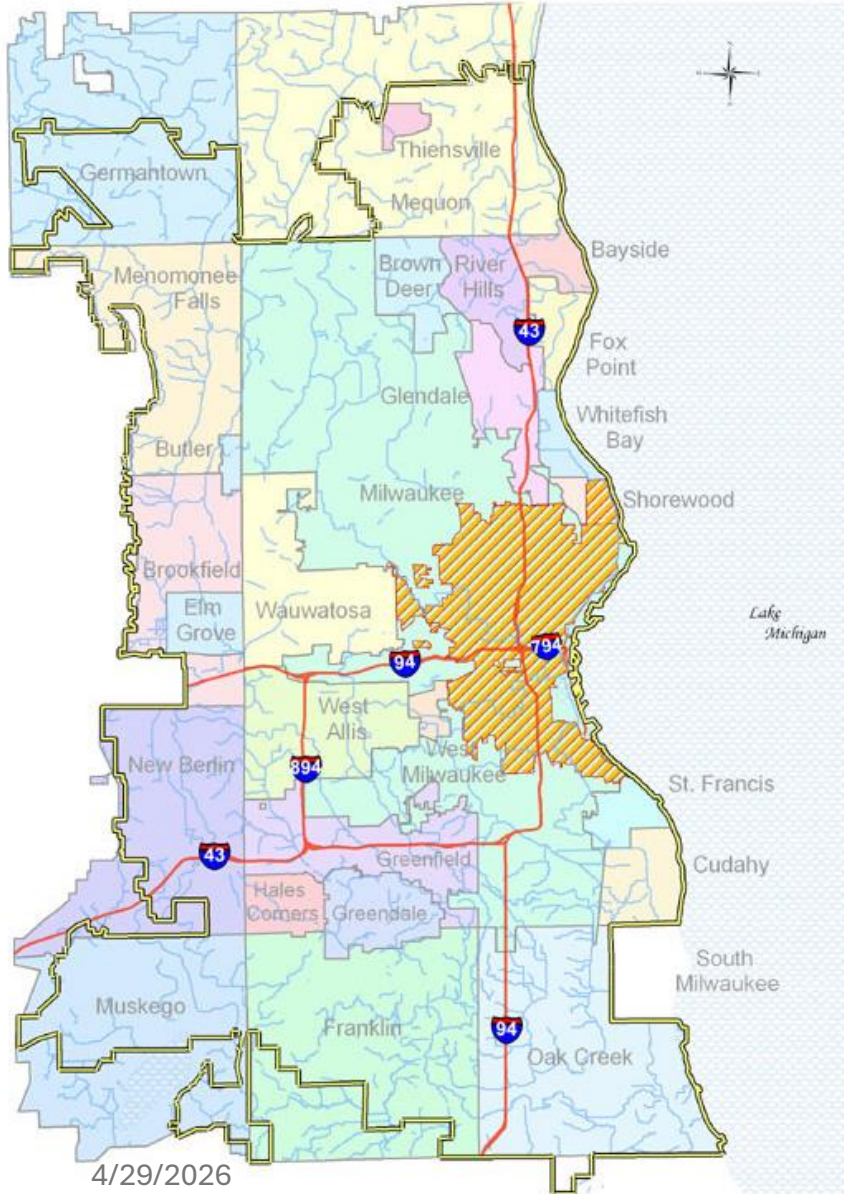 Thiensville
Germantown
Mequon
Bayside
Brown
Deer
River
Hills
Menomonee
Falls
43
Fox
Point
Glendale
Whitefish
Bay
Butler
Milwaukee
Shorewood
Brookfield
Elm
Grove
Wauwatosa
Lake
Michigan
794
94
West
Allis
West
Milwaukee
New Berlin
894
St. Francis
43
Greenfield
Cudahy
Hales
Corners
Greendale
South
Milwaukee
Muskego
Franklin
94
Oak Creek
4/29/2026